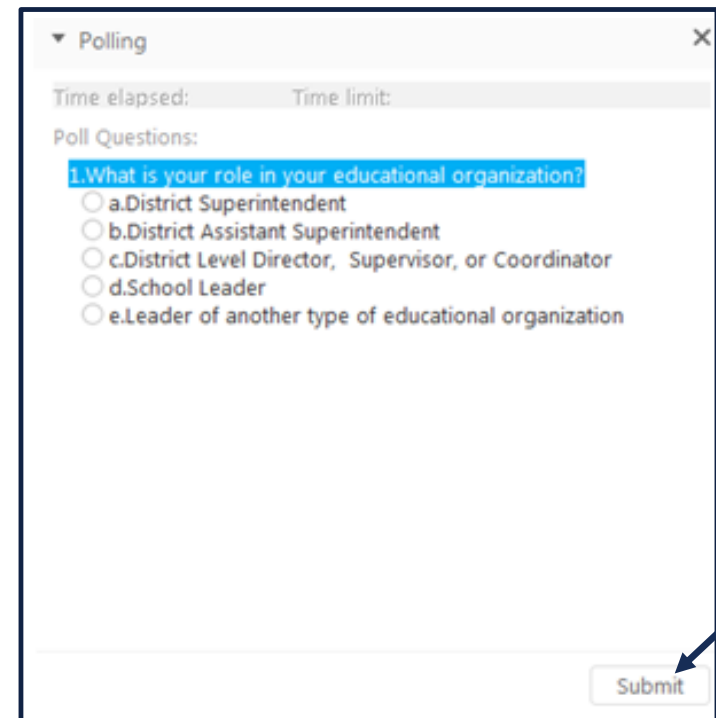 Polling
Time elapsed: Time limit:
Poll Questions:
1.What is your role in your educational organization?
a.District Superintendent
b.District Assistant Superintendent
c.District Level Director, Supervisor, or Coordinator
d.School Leader
e.Leader of another type of educational organization
Submit